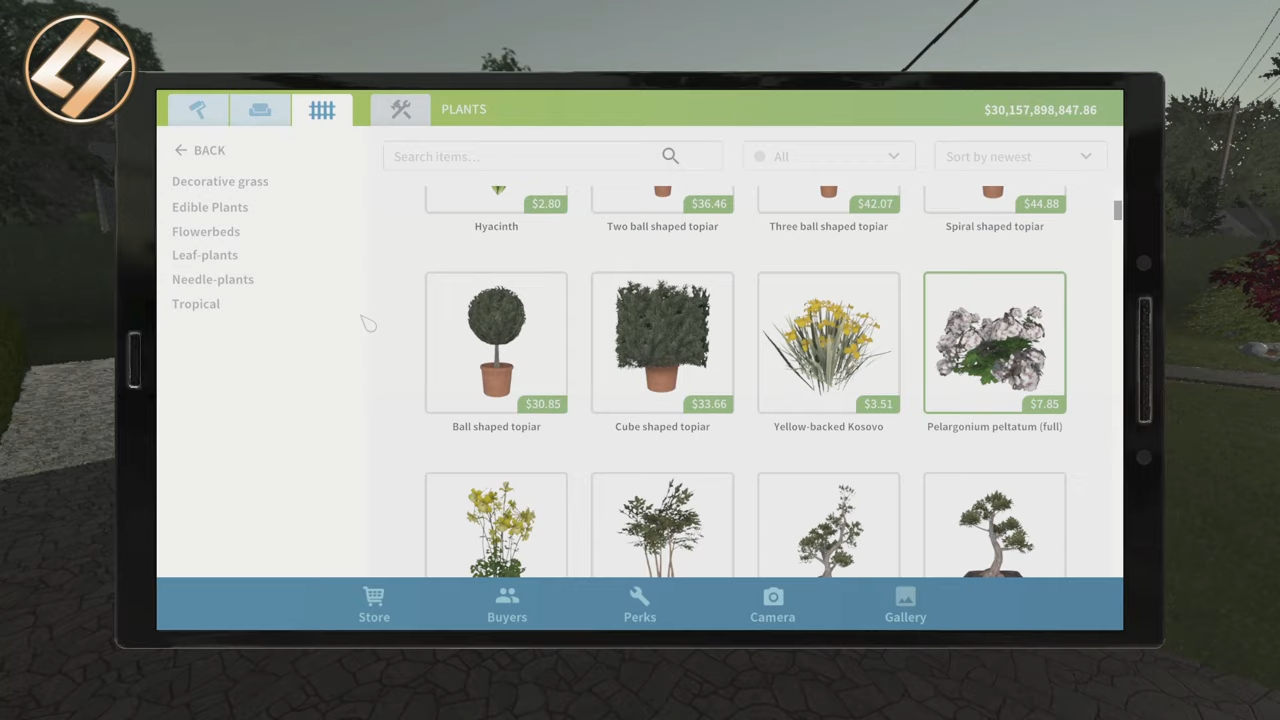 PLANTS
$30,157,898,847.86
BACK
Search items...
All
Sort by newest
Decorative grass
Edible Plants
Flowerbeds
Leaf-plants
Needle-plants
Tropical
$2.80
$36.46
$42.07
$44.88
Hyacinth
Two ball shaped topiar
Three ball shaped topiar
Spiral shaped topiar
$30.85
$33.66
$3.51
$7.85
Ball shaped topiar
Cube shaped topiar
Yellow-backed Kosovo
Pelargonium peltatum (full)
Store
Buyers
Perks
Camera
Gallery